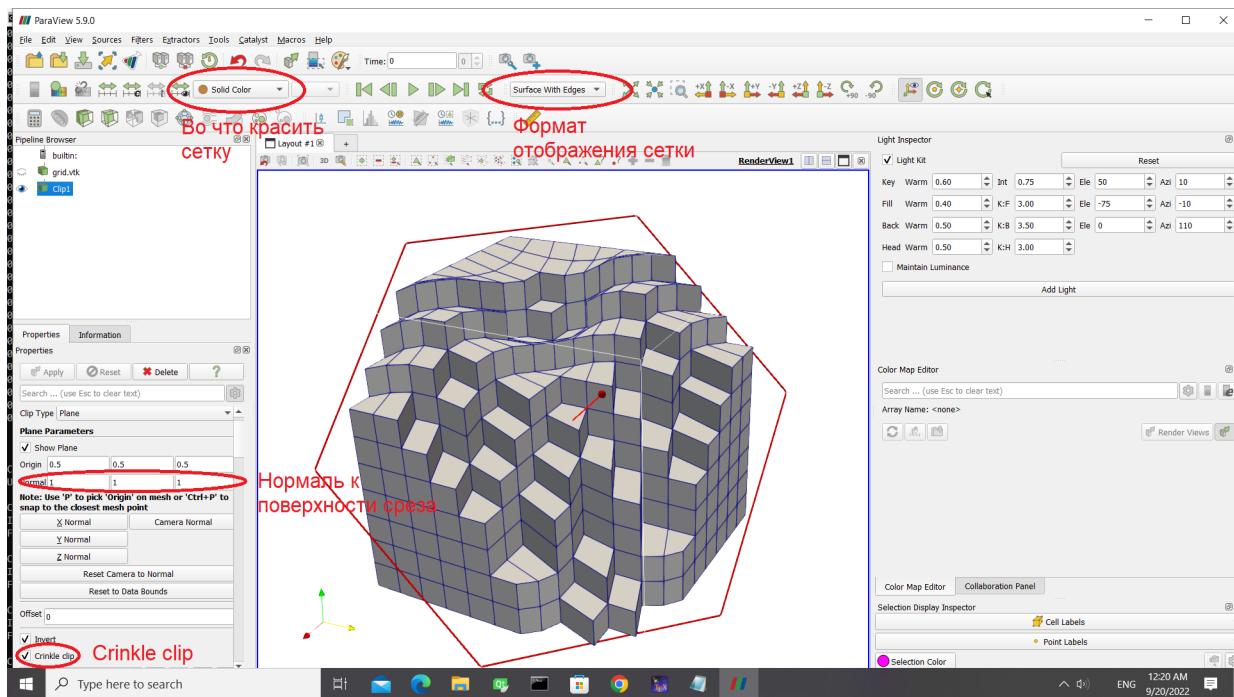 ParaView 5.9.0
File Edit View Sources Filters Extractors Tools Catalyst Macros Help
Time: 0 0
+X -X +Y -Y +Z -Z +90 -90
Solid Color
Surface With Edges
Во что красить
сетку
Формат
отображения сетки
Pipeline Browser
builtin:
grid.vtk
Clip1
Layout #1
+
3D
RenderView1
Properties Information
Properties
Apply Reset Delete ?
Search ... (use Esc to clear text)
Clip Type Plane
Plane Parameters
Show Plane
Origin 0.5 0.5 0.5
Normal 1 1 1
Note: Use 'P' to pick 'Origin' on mesh or 'Ctrl+P' to
snap to the closest mesh point
X Normal Camera Normal
Y Normal
Z Normal
Reset Camera to Normal
Reset to Data Bounds
Offset 0
Invert
Crinkle clip
Crinkle clip
Нормаль к
поверхности среза
Light Inspector
Light Kit Reset
Key Warm 0.60 Int 0.75 Ele 50 Azi 10
Fill Warm 0.40 K:F 3.00 Ele -75 Azi -10
Back Warm 0.50 K:B 3.50 Ele 0 Azi 110
Head Warm 0.50 K:H 3.00
Maintain Luminance
Add Light
Color Map Editor
Search ... (use Esc to clear text)
Array Name: <none>
Render Views
Color Map Editor Collaboration Panel
Selection Display Inspector
Cell Labels
Point Labels
Selection Color
Type here to search
ENG
12:20 AM
9/20/2022